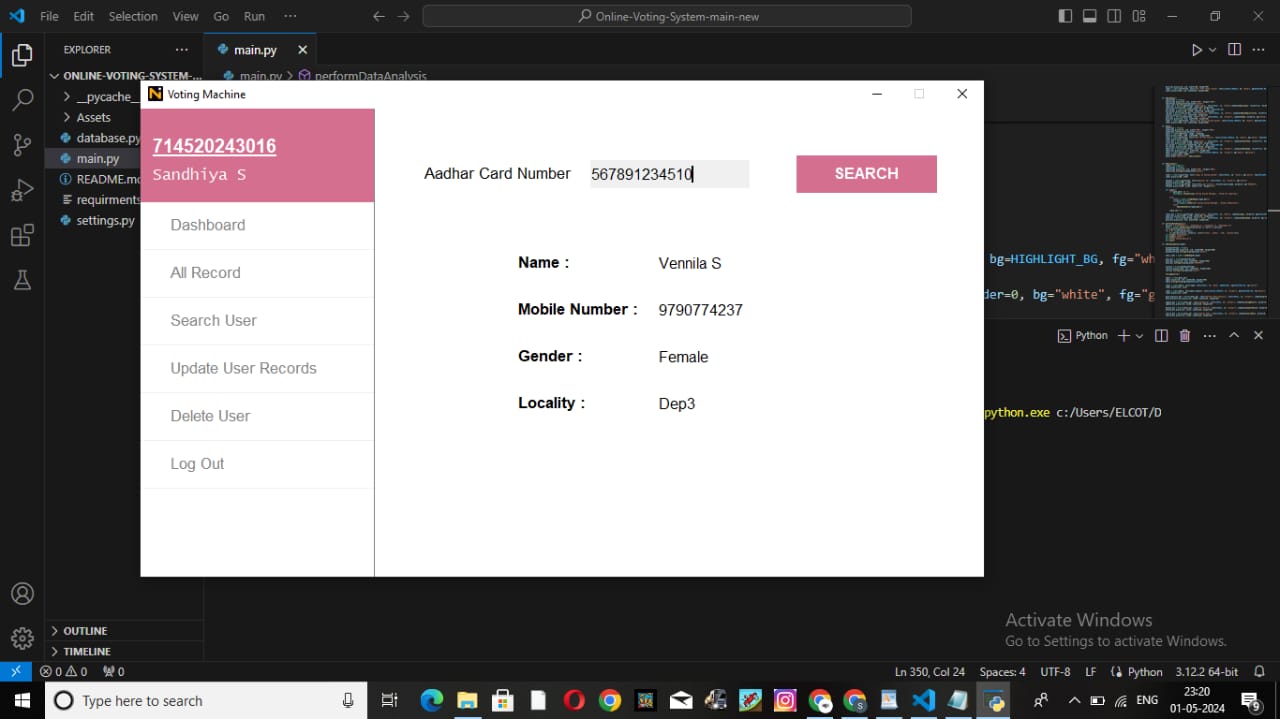 File Edit Selection View Go Run ···
Online-Voting-System-main-new
EXPLORER ···
main.py
ONLINE-VOTING-SYSTEM-...
main.py > performDataAnalysis
__pycache__
Assets
database.py
main.py
README.md
requirments
settings.py
Voting Machine
714520243016
Sandhiya S
Dashboard
All Record
Search User
Update User Records
Delete User
Log Out
Aadhar Card Number 567891234510 SEARCH
Name : Vennila S
Mobile Number : 9790774237
Gender : Female
Locality : Dep3
bg=HIGHLIGHT_BG, fg="wh
der=0, bg="white", fg="g
Python
python.exe c:/Users/ELCOT/D
OUTLINE
TIMELINE
Activate Windows
Go to Settings to activate Windows.
0 0 0
Ln 350, Col 24 Spaces: 4 UTF-8 LF Python 3.12.2 64-bit
Type here to search
ENG
23:20
01-05-2024
9